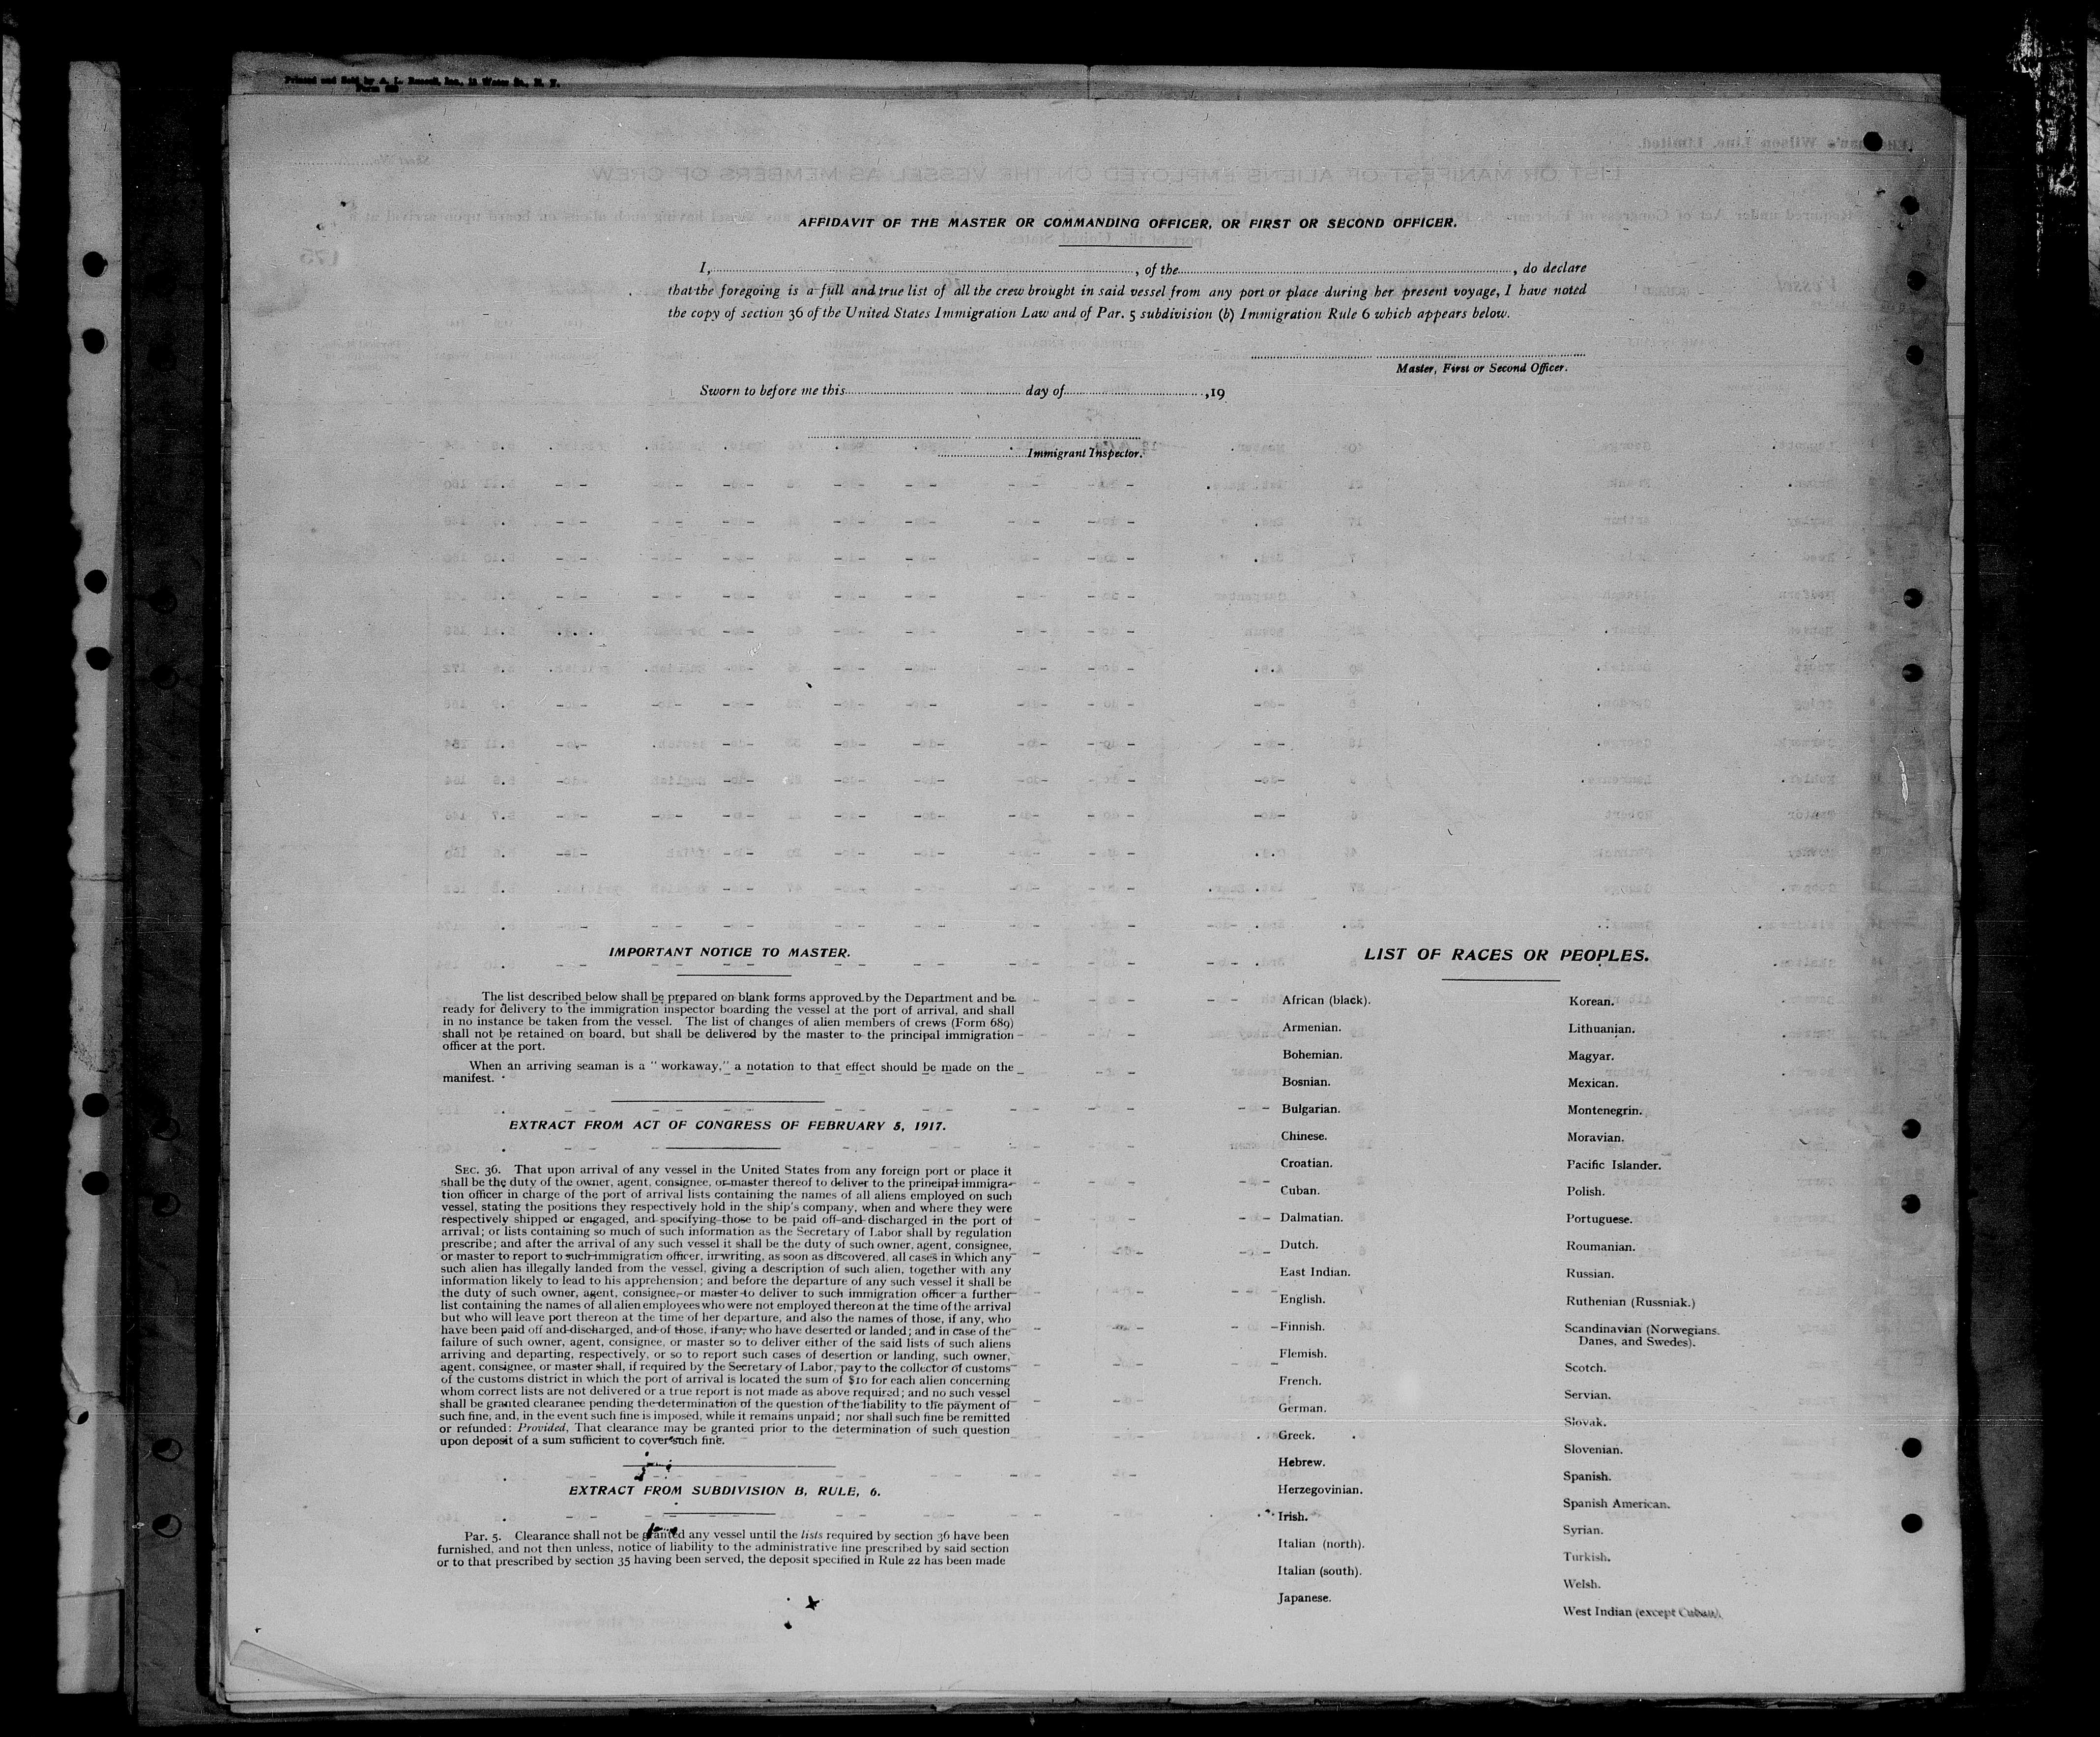 Printed and Sold by A. L. Russell, Inc., 12 Water St., N. Y.
AFFIDAVIT OF THE MASTER OR COMMANDING OFFICER, OR FIRST OR SECOND OFFICER.
I, , of the , do declare
that the foregoing is a full and true list of all the crew brought in said vessel from any port or place during her present voyage, I have noted
the copy of section 36 of the United States Immigration Law and of Par. 5 subdivision (b) Immigration Rule 6 which appears below.
Master, First or Second Officer.
Sworn to before me this day of ,19
Immigrant Inspector.
IMPORTANT NOTICE TO MASTER.
The list described below shall be prepared on blank forms approved by the Department and be
ready for delivery to the immigration inspector boarding the vessel at the port of arrival, and shall
in no instance be taken from the vessel. The list of changes of alien members of crews (Form 689)
shall not be retained on board, but shall be delivered by the master to the principal immigration
officer at the port.
When an arriving seaman is a "workaway," a notation to that effect should be made on the
manifest.
EXTRACT FROM ACT OF CONGRESS OF FEBRUARY 5, 1917.
SEC. 36. That upon arrival of any vessel in the United States from any foreign port or place it
shall be the duty of the owner, agent, consignee, or master thereof to deliver to the principal immigra-
tion officer in charge of the port of arrival lists containing the names of all aliens employed on such
vessel, stating the positions they respectively hold in the ship's company, when and where they were
respectively shipped or engaged, and specifying those to be paid off and discharged in the port of
arrival; or lists containing so much of such information as the Secretary of Labor shall by regulation
prescribe; and after the arrival of any such vessel it shall be the duty of such owner, agent, consignee,
or master to report to such immigration officer, in writing, as soon as discovered, all cases in which any
such alien has illegally landed from the vessel, giving a description of such alien, together with any
information likely to lead to his apprehension; and before the departure of any such vessel it shall be
the duty of such owner, agent, consignee, or master to deliver to such immigration officer a further
list containing the names of all alien employees who were not employed thereon at the time of the arrival
but who will leave port thereon at the time of her departure, and also the names of those, if any, who
have been paid off and discharged, and of those, if any, who have deserted or landed; and in case of the
failure of such owner, agent, consignee, or master so to deliver either of the said lists of such aliens
arriving and departing, respectively, or so to report such cases of desertion or landing, such owner,
agent, consignee, or master shall, if required by the Secretary of Labor, pay to the collector of customs
of the customs district in which the port of arrival is located the sum of $10 for each alien concerning
whom correct lists are not delivered or a true report is not made as above required; and no such vessel
shall be granted clearance pending the determination of the question of the liability to the payment of
such fine, and, in the event such fine is imposed, while it remains unpaid; nor shall such fine be remitted
or refunded: Provided, That clearance may be granted prior to the determination of such question
upon deposit of a sum sufficient to cover such fine.
EXTRACT FROM SUBDIVISION B, RULE, 6.
Par. 5. Clearance shall not be granted any vessel until the lists required by section 36 have been
furnished, and not then unless, notice of liability to the administrative fine prescribed by said section
or to that prescribed by section 35 having been served, the deposit specified in Rule 22 has been made
LIST OF RACES OR PEOPLES.
African (black).
Armenian.
Bohemian.
Bosnian.
Bulgarian.
Chinese.
Croatian.
Cuban.
Dalmatian.
Dutch.
East Indian.
English.
Finnish.
Flemish.
French.
German.
Greek.
Hebrew.
Herzegovinian.
Irish.
Italian (north).
Italian (south).
Japanese.
Korean.
Lithuanian.
Magyar.
Mexican.
Montenegrin.
Moravian.
Pacific Islander.
Polish.
Portuguese.
Roumanian.
Russian.
Ruthenian (Russniak.)
Scandinavian (Norwegians.
Danes, and Swedes).
Scotch.
Servian.
Slovak.
Slovenian.
Spanish.
Spanish American.
Syrian.
Turkish.
Welsh.
West Indian (except Cuban).